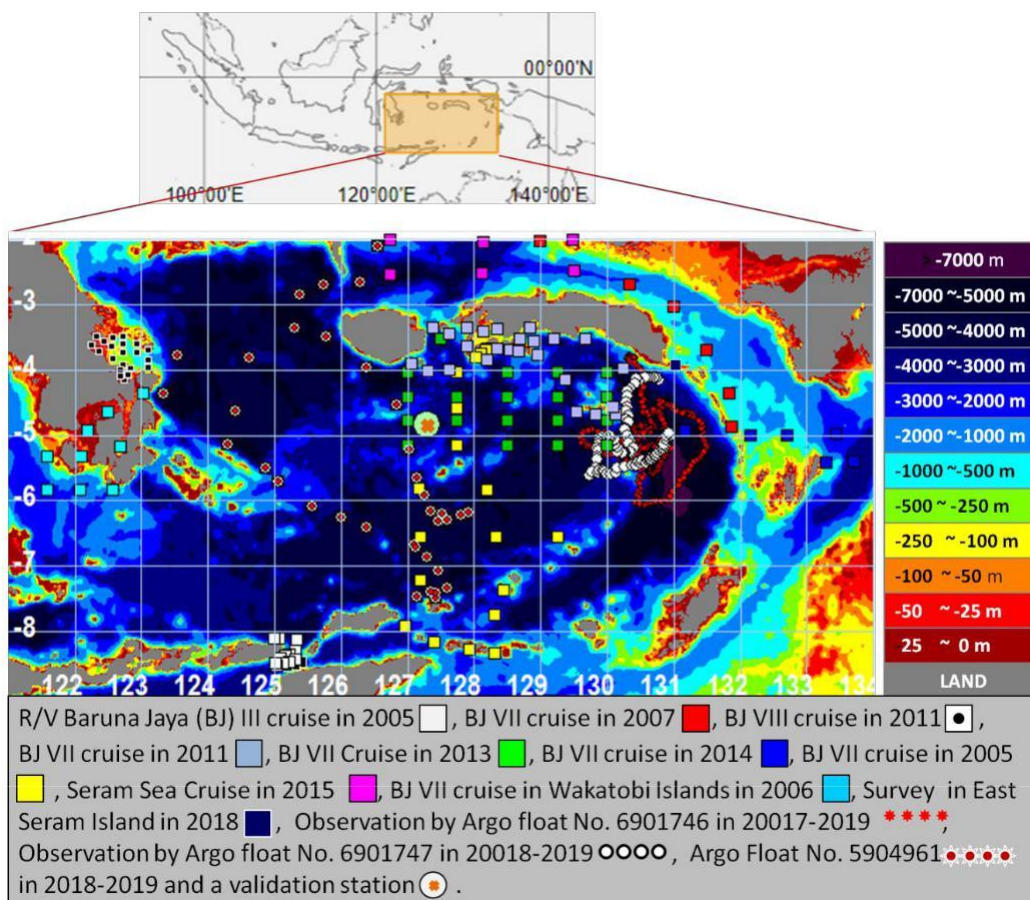 00°00'N
100°00'E
120°00'E
140°00'E
-3
-4
-5
-6
-7
-8
122 123 124 125 126 127 128 129 130 131 132 133 134
> -7000 m
-7000 ~-5000 m
-5000 ~-4000 m
-4000 ~-3000 m
-3000 ~-2000 m
-2000 ~-1000 m
-1000 ~-500 m
-500 ~ -250 m
-250 ~ -100 m
-100 ~ -50 m
-50 ~ -25 m
25 ~ 0 m
LAND
R/V Baruna Jaya (BJ) III cruise in 2005 , BJ VII cruise in 2007 , BJ VIII cruise in 2011 ,
BJ VII cruise in 2011 , BJ VII Cruise in 2013 , BJ VII cruise in 2014 , BJ VII cruise in 2005
, Seram Sea Cruise in 2015 , BJ VII cruise in Wakatobi Islands in 2006 , Survey in East
Seram Island in 2018 , Observation by Argo float No. 6901746 in 20017-2019 ,
Observation by Argo float No. 6901747 in 20018-2019 , Argo Float No. 5904961
in 2018-2019 and a validation station .